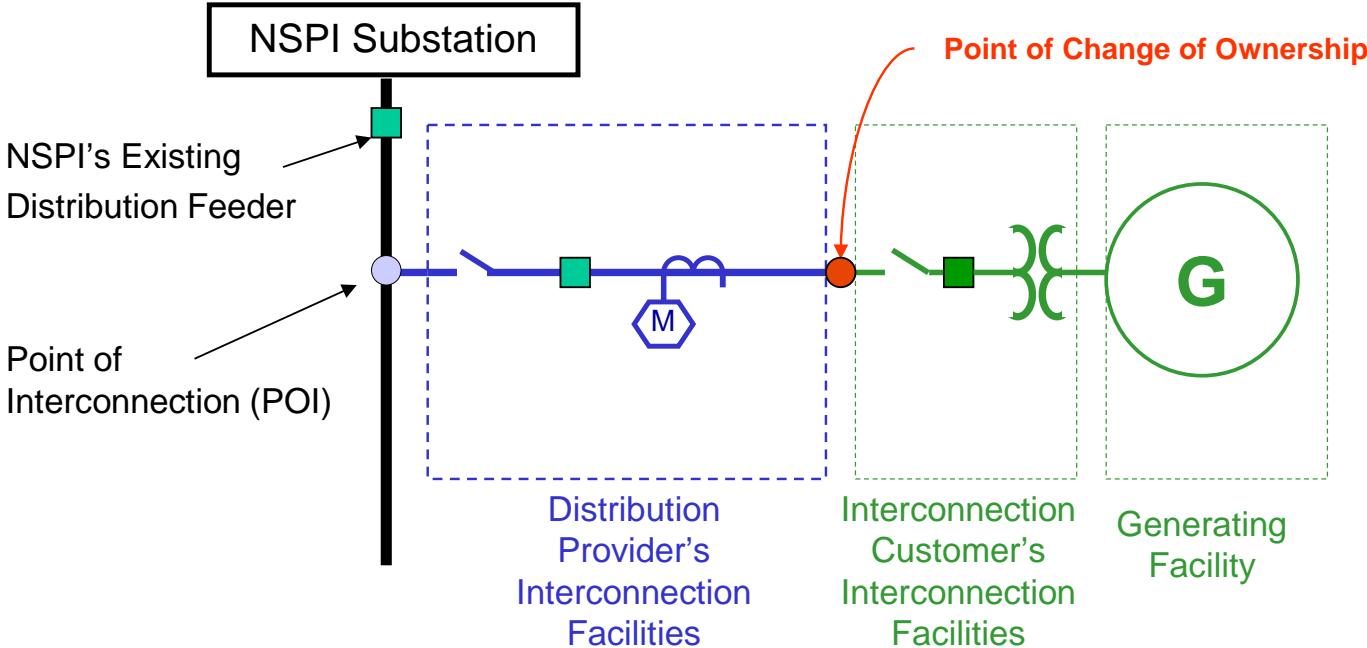 NSPI Substation
Point of Change of Ownership
NSPI's Existing
Distribution Feeder
Point of
Interconnection (POI)
M
G
Distribution
Provider's
Interconnection
Facilities
Interconnection
Customer's
Interconnection
Facilities
Generating
Facility